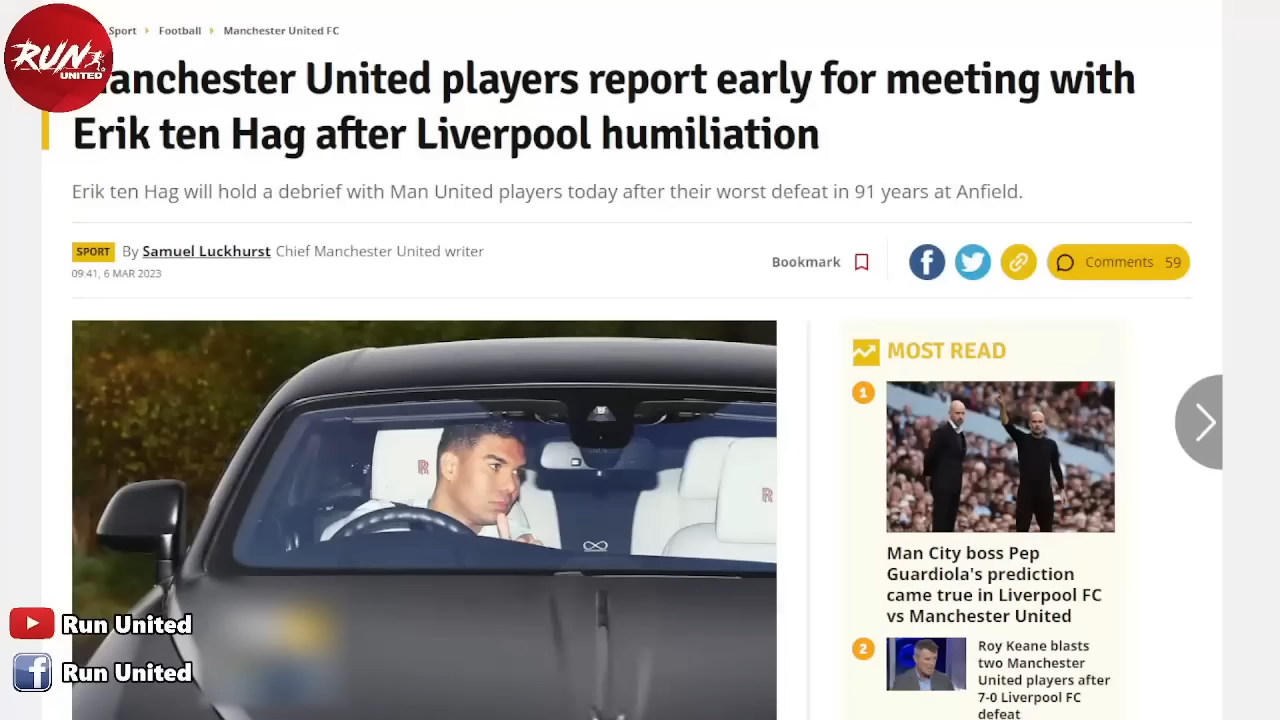 RUN
UNITED
Sport Football Manchester United FC
Manchester United players report early for meeting with
Erik ten Hag after Liverpool humiliation
Erik ten Hag will hold a debrief with Man United players today after their worst defeat in 91 years at Anfield.
SPORT By Samuel Luckhurst Chief Manchester United writer
09:41, 6 MAR 2023
Bookmark
Comments 59
MOST READ
1
Man City boss Pep
Guardiola's prediction
came true in Liverpool FC
vs Manchester United
2
Roy Keane blasts
two Manchester
United players after
7-0 Liverpool FC
defeat
Run United
Run United